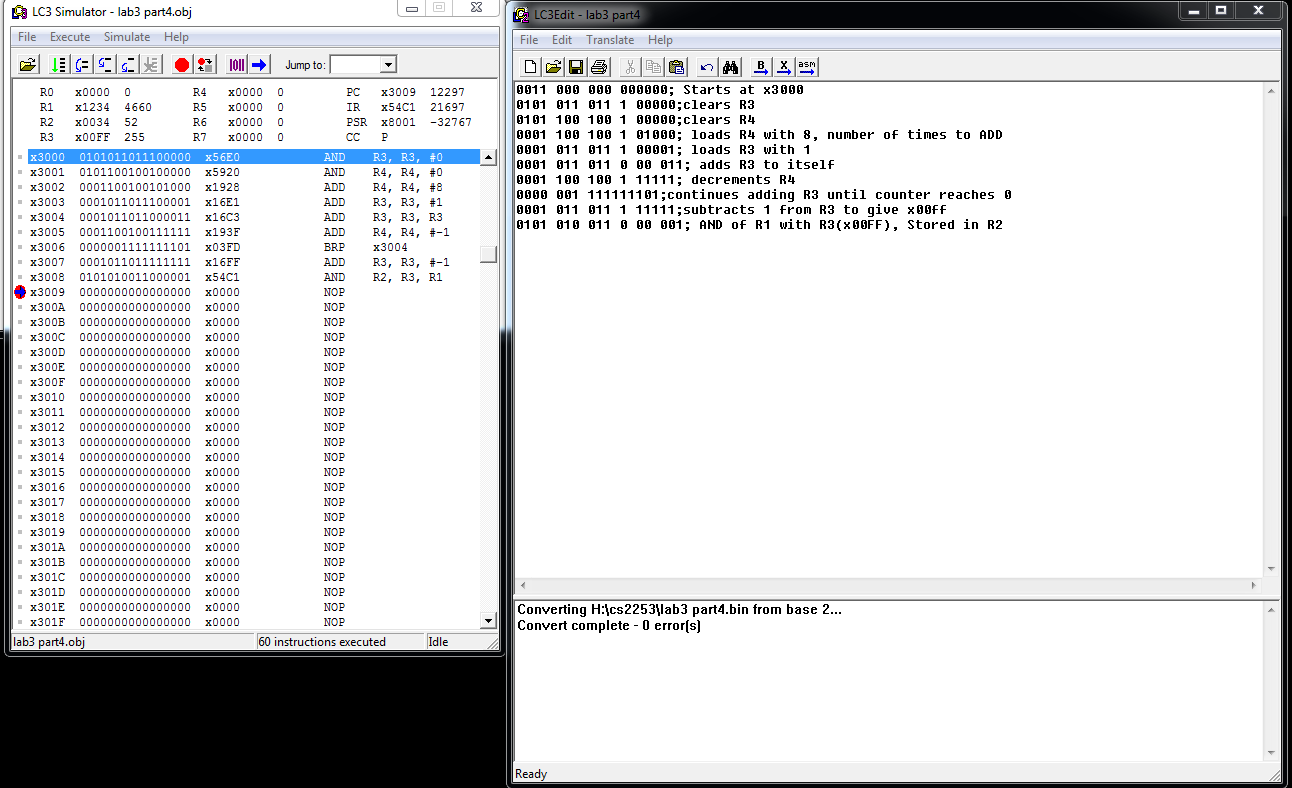 LC3 Simulator - lab3 part4.obj
File Execute Simulate Help
Jump to:
R0 x0000 0 R4 x0000 0 PC x3009 12297
R1 x1234 4660 R5 x0000 0 IR x54C1 21697
R2 x0034 52 R6 x0000 0 PSR x8001 -32767
R3 x00FF 255 R7 x0000 0 CC P
x3000 0101011011100000 x56E0 AND R3, R3, #0
x3001 0101100100100000 x5920 AND R4, R4, #0
x3002 0001100100101000 x1928 ADD R4, R4, #8
x3003 0001011011100001 x16E1 ADD R3, R3, #1
x3004 0001011011000011 x16C3 ADD R3, R3, R3
x3005 0001100100111111 x193F ADD R4, R4, #-1
x3006 0000001111111101 x03FD BRP x3004
x3007 0001011011111111 x16FF ADD R3, R3, #-1
x3008 0101010011000001 x54C1 AND R2, R3, R1
x3009 0000000000000000 x0000 NOP
x300A 0000000000000000 x0000 NOP
x300B 0000000000000000 x0000 NOP
x300C 0000000000000000 x0000 NOP
x300D 0000000000000000 x0000 NOP
x300E 0000000000000000 x0000 NOP
x300F 0000000000000000 x0000 NOP
x3010 0000000000000000 x0000 NOP
x3011 0000000000000000 x0000 NOP
x3012 0000000000000000 x0000 NOP
x3013 0000000000000000 x0000 NOP
x3014 0000000000000000 x0000 NOP
x3015 0000000000000000 x0000 NOP
x3016 0000000000000000 x0000 NOP
x3017 0000000000000000 x0000 NOP
x3018 0000000000000000 x0000 NOP
x3019 0000000000000000 x0000 NOP
x301A 0000000000000000 x0000 NOP
x301B 0000000000000000 x0000 NOP
x301C 0000000000000000 x0000 NOP
x301D 0000000000000000 x0000 NOP
x301E 0000000000000000 x0000 NOP
x301F 0000000000000000 x0000 NOP
lab3 part4.obj 60 instructions executed Idle
LC3Edit - lab3 part4
File Edit Translate Help
B X asm
0011 000 000 000000; Starts at x3000
0101 011 011 1 00000;clears R3
0101 100 100 1 00000;clears R4
0001 100 100 1 01000; loads R4 with 8, number of times to ADD
0001 011 011 1 00001; loads R3 with 1
0001 011 011 0 00 011; adds R3 to itself
0001 100 100 1 11111; decrements R4
0000 001 111111101;continues adding R3 until counter reaches 0
0001 011 011 1 11111;subtracts 1 from R3 to give x00ff
0101 010 011 0 00 001; AND of R1 with R3(x00FF), Stored in R2
Converting H:\cs2253\lab3 part4.bin from base 2...
Convert complete - 0 error(s)
Ready